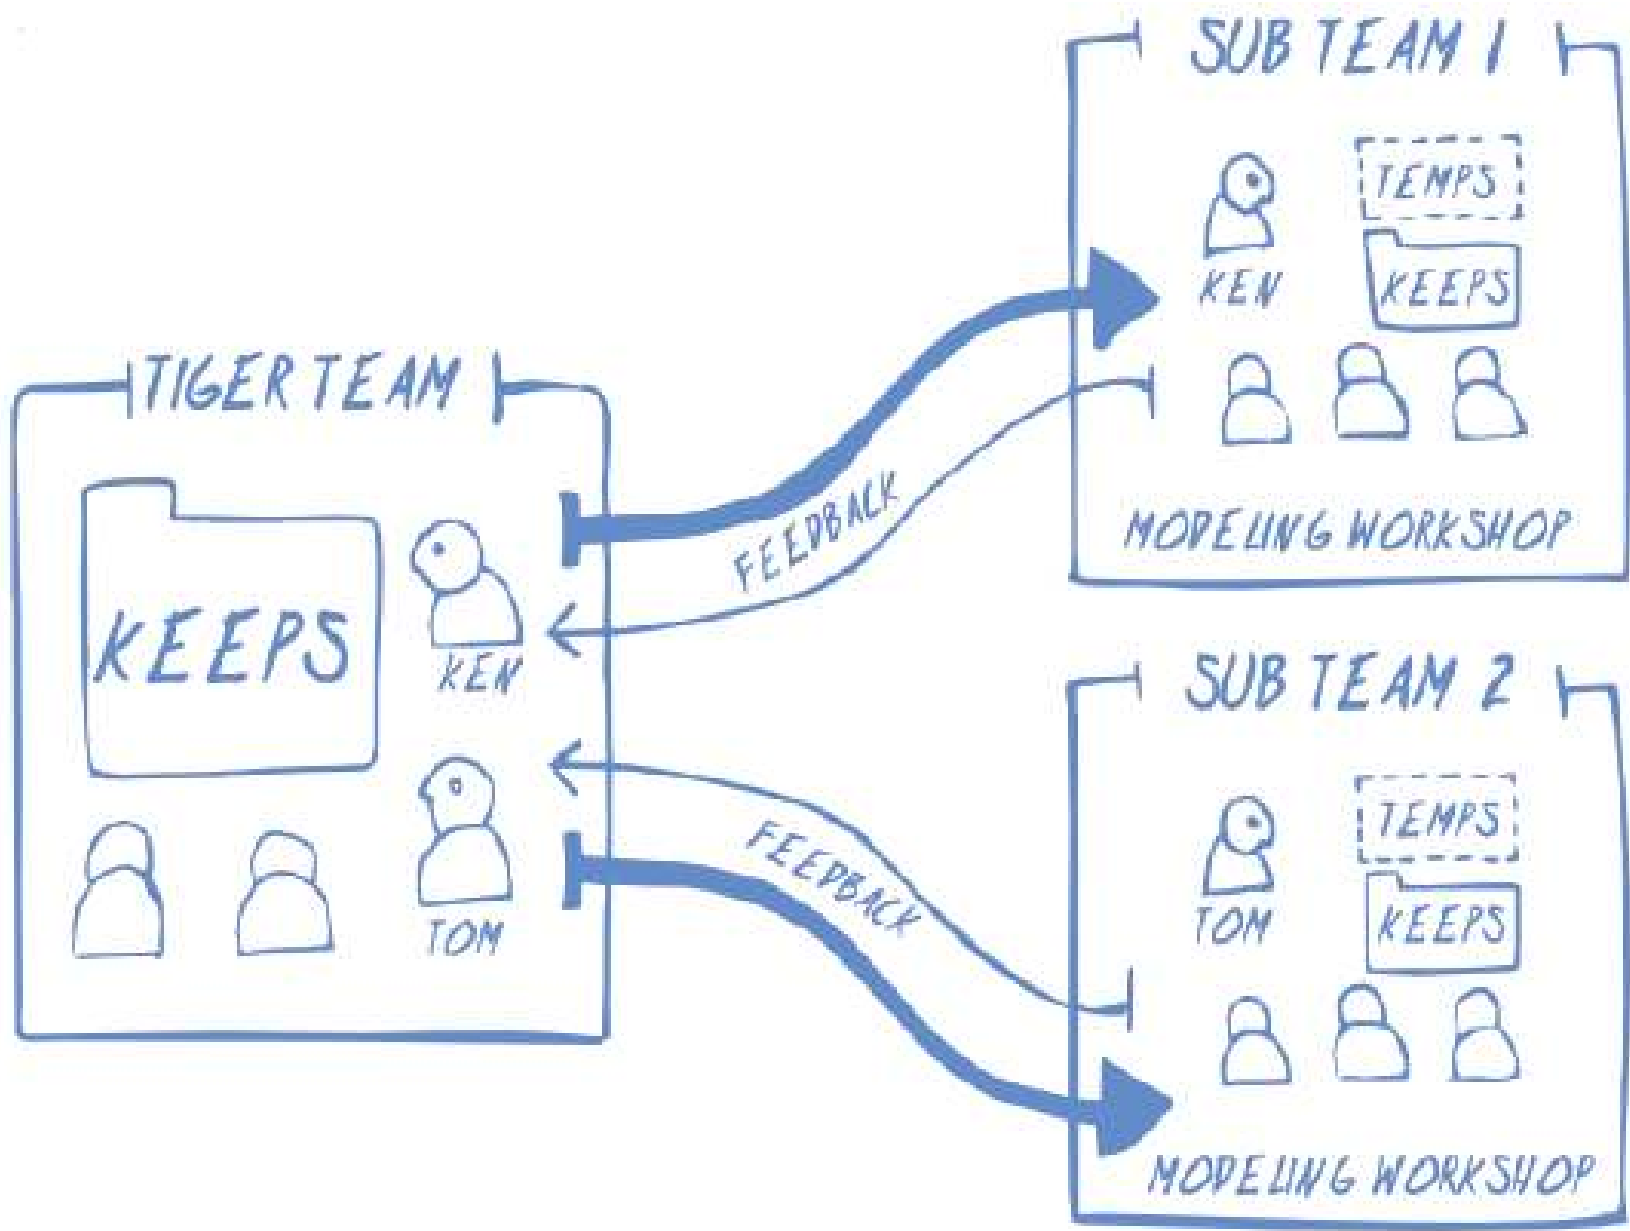 TIGER TEAM
KEEPS
KEN
TOM
FEEDBACK
FEEDBACK
SUB TEAM 1
TEMPS
KEN
KEEPS
MODELING WORKSHOP
SUB TEAM 2
TEMPS
TOM
KEEPS
MODELING WORKSHOP